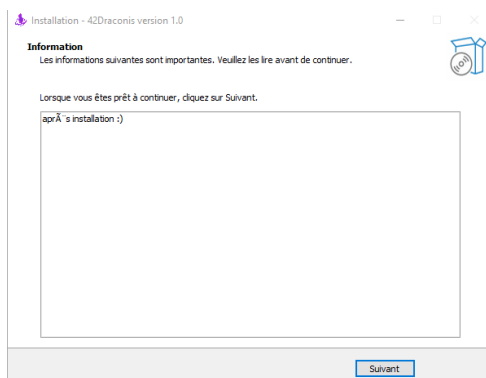 Installation - 42Draconis version 1.0
Information
Les informations suivantes sont importantes. Veuillez les lire avant de continuer.
Lorsque vous êtes prêt à continuer, cliquez sur Suivant.
aprÃ¨s installation :)
Suivant